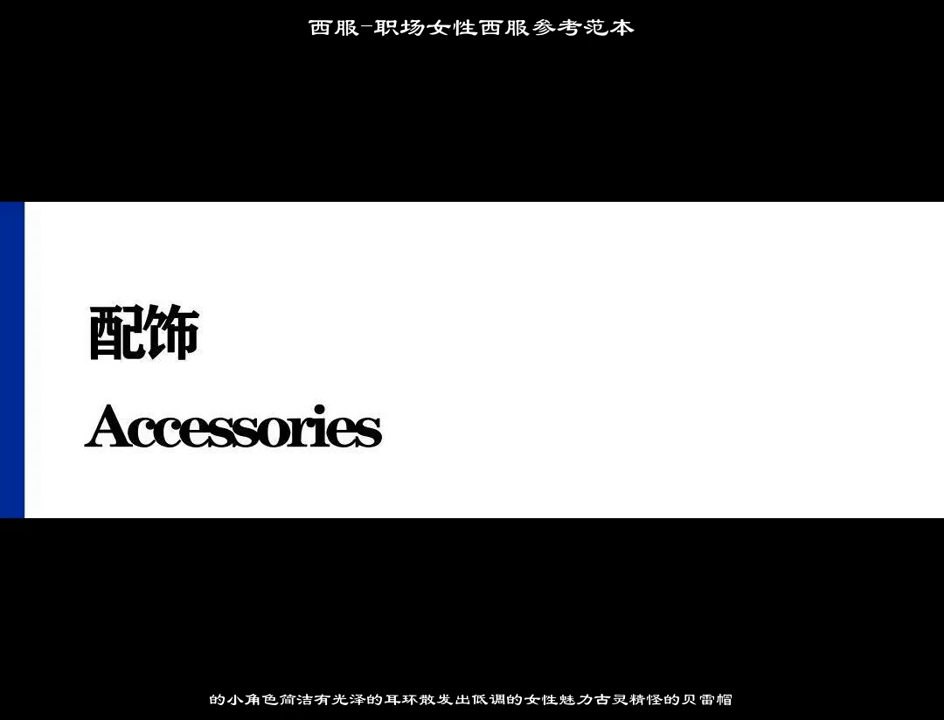 西服-职场女性西服参考范本
配饰
Accessories
的小角色简洁有光泽的耳环散发出低调的女性魅力古灵精怪的贝雷帽